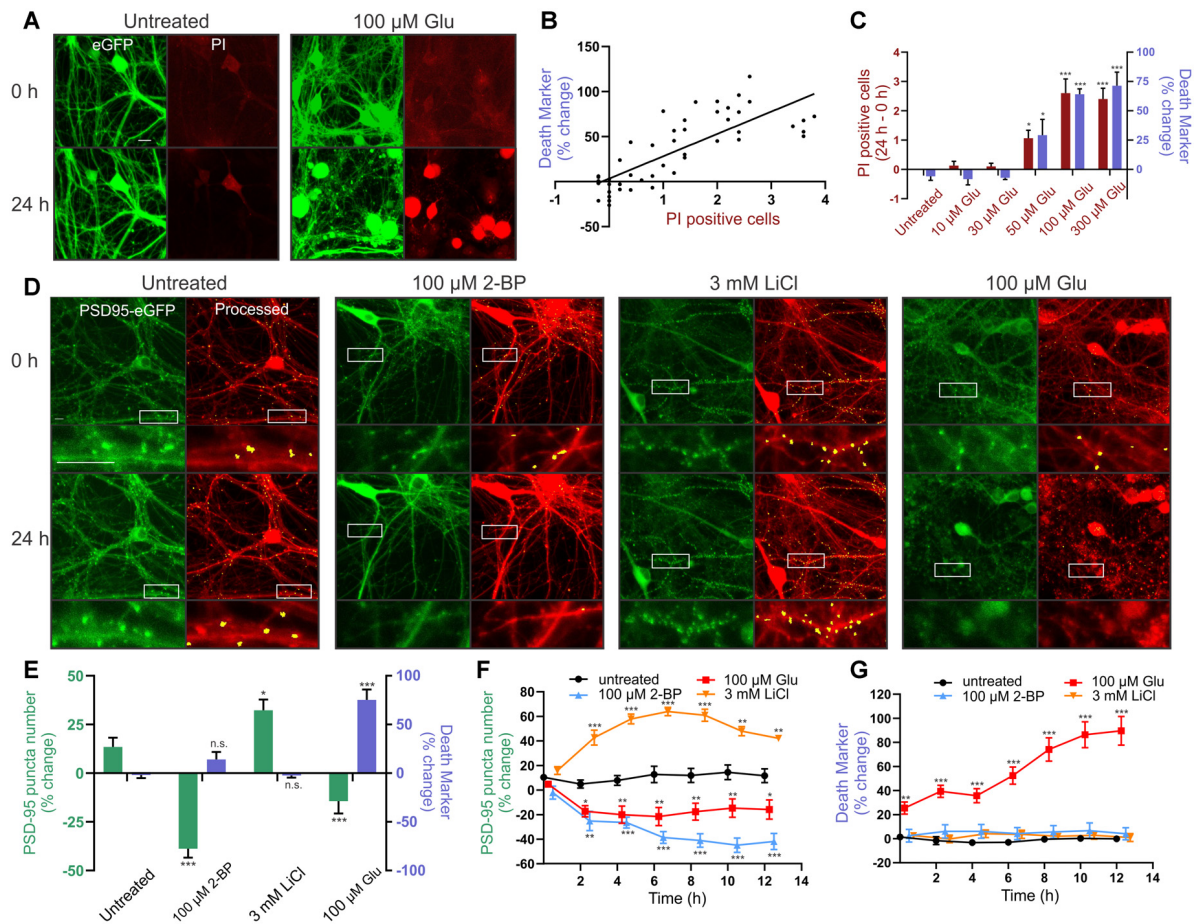 A
Untreated
100 µM Glu
eGFP
PI
0 h
24 h
B
Death Marker
(% change)
150
100
50
-50
-1
0
1
2
3
4
PI positive cells
C
PI positive cells
(24 h - 0 h)
4
3
2
1
0
-1
100
75
50
25
0
Death Marker
(% change)
* * *** *** *** ***
Untreated
10 µM Glu
30 µM Glu
50 µM Glu
100 µM Glu
300 µM Glu
D
Untreated
100 µM 2-BP
3 mM LiCl
100 µM Glu
PSD95-eGFP
Processed
0 h
24 h
E
PSD-95 puncta number
(% change)
50
25
0
-25
-50
100
50
0
-50
-100
Death Marker
(% change)
*** n.s. * n.s. *** ***
Untreated
100 µM 2-BP
3 mM LiCl
100 µM Glu
F
untreated
100 µM Glu
100 µM 2-BP
3 mM LiCl
PSD-95 puncta number
(% change)
80
60
40
20
0
-20
-40
-60
*** *** *** *** ** **
* ** ** ** ** *
** *** *** *** *** ***
2 4 6 8 10 12 14
Time (h)
G
untreated
100 µM Glu
100 µM 2-BP
3 mM LiCl
Death Marker
(% change)
120
100
80
60
40
20
0
-20
** *** *** *** *** *** ***
2 4 6 8 10 12 14
Time (h)